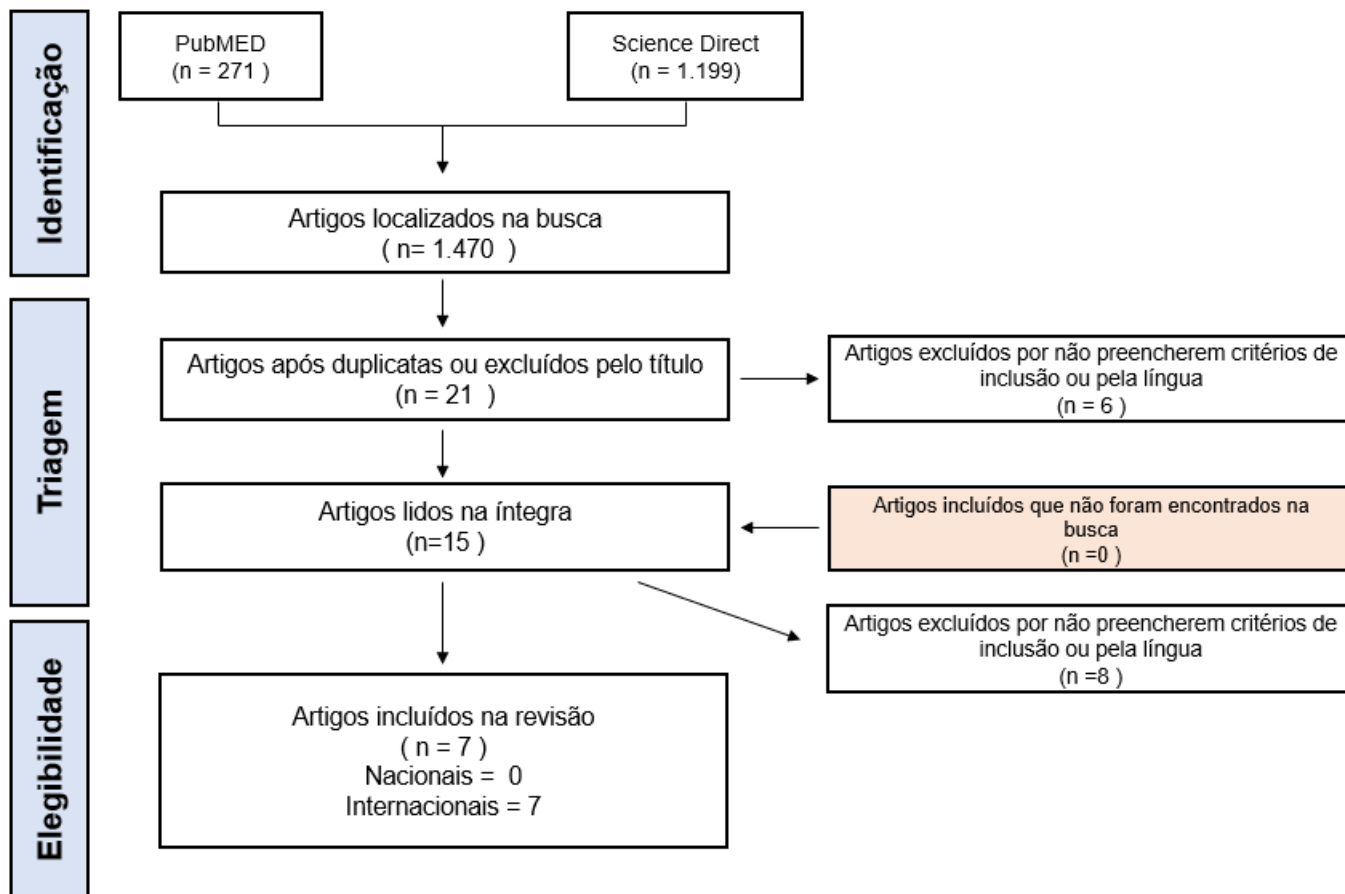 Identificação
PubMED
(n = 271 )
Science Direct
(n = 1.199)
Artigos localizados na busca
( n= 1.470 )
Triagem
Artigos após duplicatas ou excluídos pelo título
(n = 21 )
Artigos excluídos por não preencherem critérios de
inclusão ou pela língua
(n = 6 )
Artigos lidos na íntegra
(n=15 )
Artigos incluídos que não foram encontrados na
busca
(n =0 )
Artigos excluídos por não preencherem critérios de
inclusão ou pela língua
(n =8 )
Elegibilidade
Artigos incluídos na revisão
( n = 7 )
Nacionais = 0
Internacionais = 7